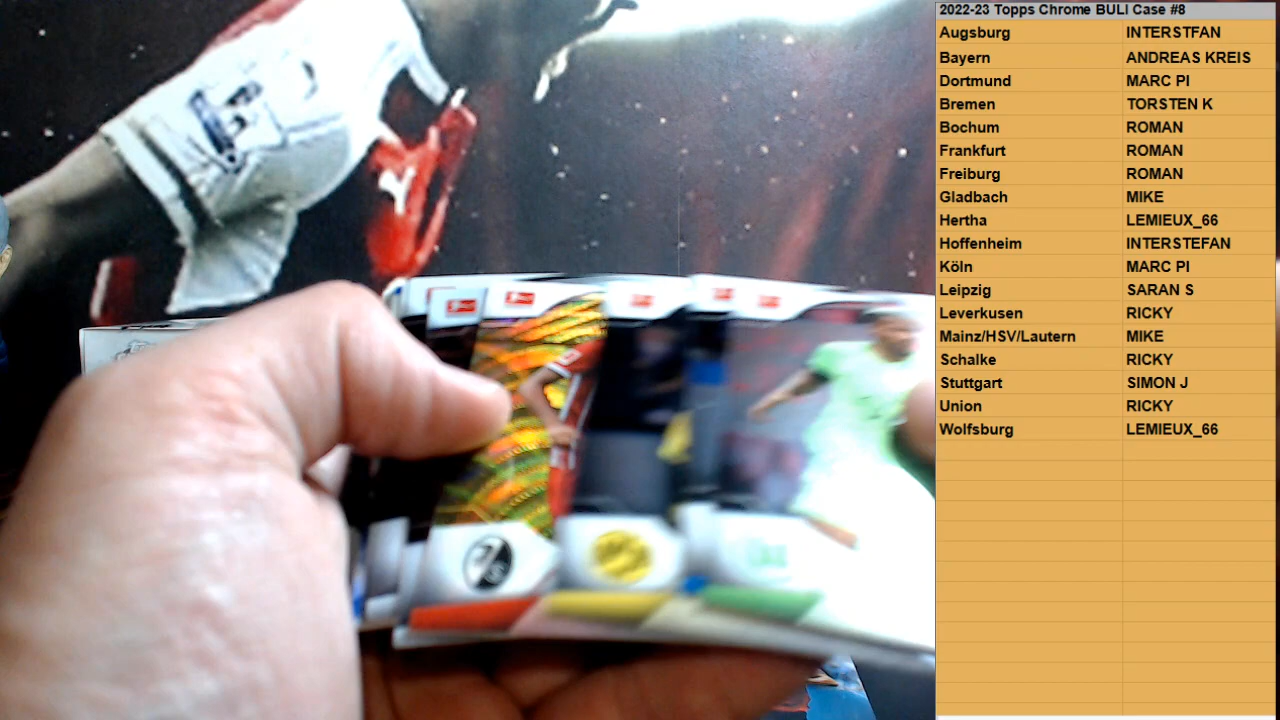 2022-23 Topps Chrome BULI Case #8
Augsburg INTERSTFAN
Bayern ANDREAS KREIS
Dortmund MARC PI
Bremen TORSTEN K
Bochum ROMAN
Frankfurt ROMAN
Freiburg ROMAN
Gladbach MIKE
Hertha LEMIEUX_66
Hoffenheim INTERSTEFAN
Köln MARC PI
Leipzig SARAN S
Leverkusen RICKY
Mainz/HSV/Lautern MIKE
Schalke RICKY
Stuttgart SIMON J
Union RICKY
Wolfsburg LEMIEUX_66